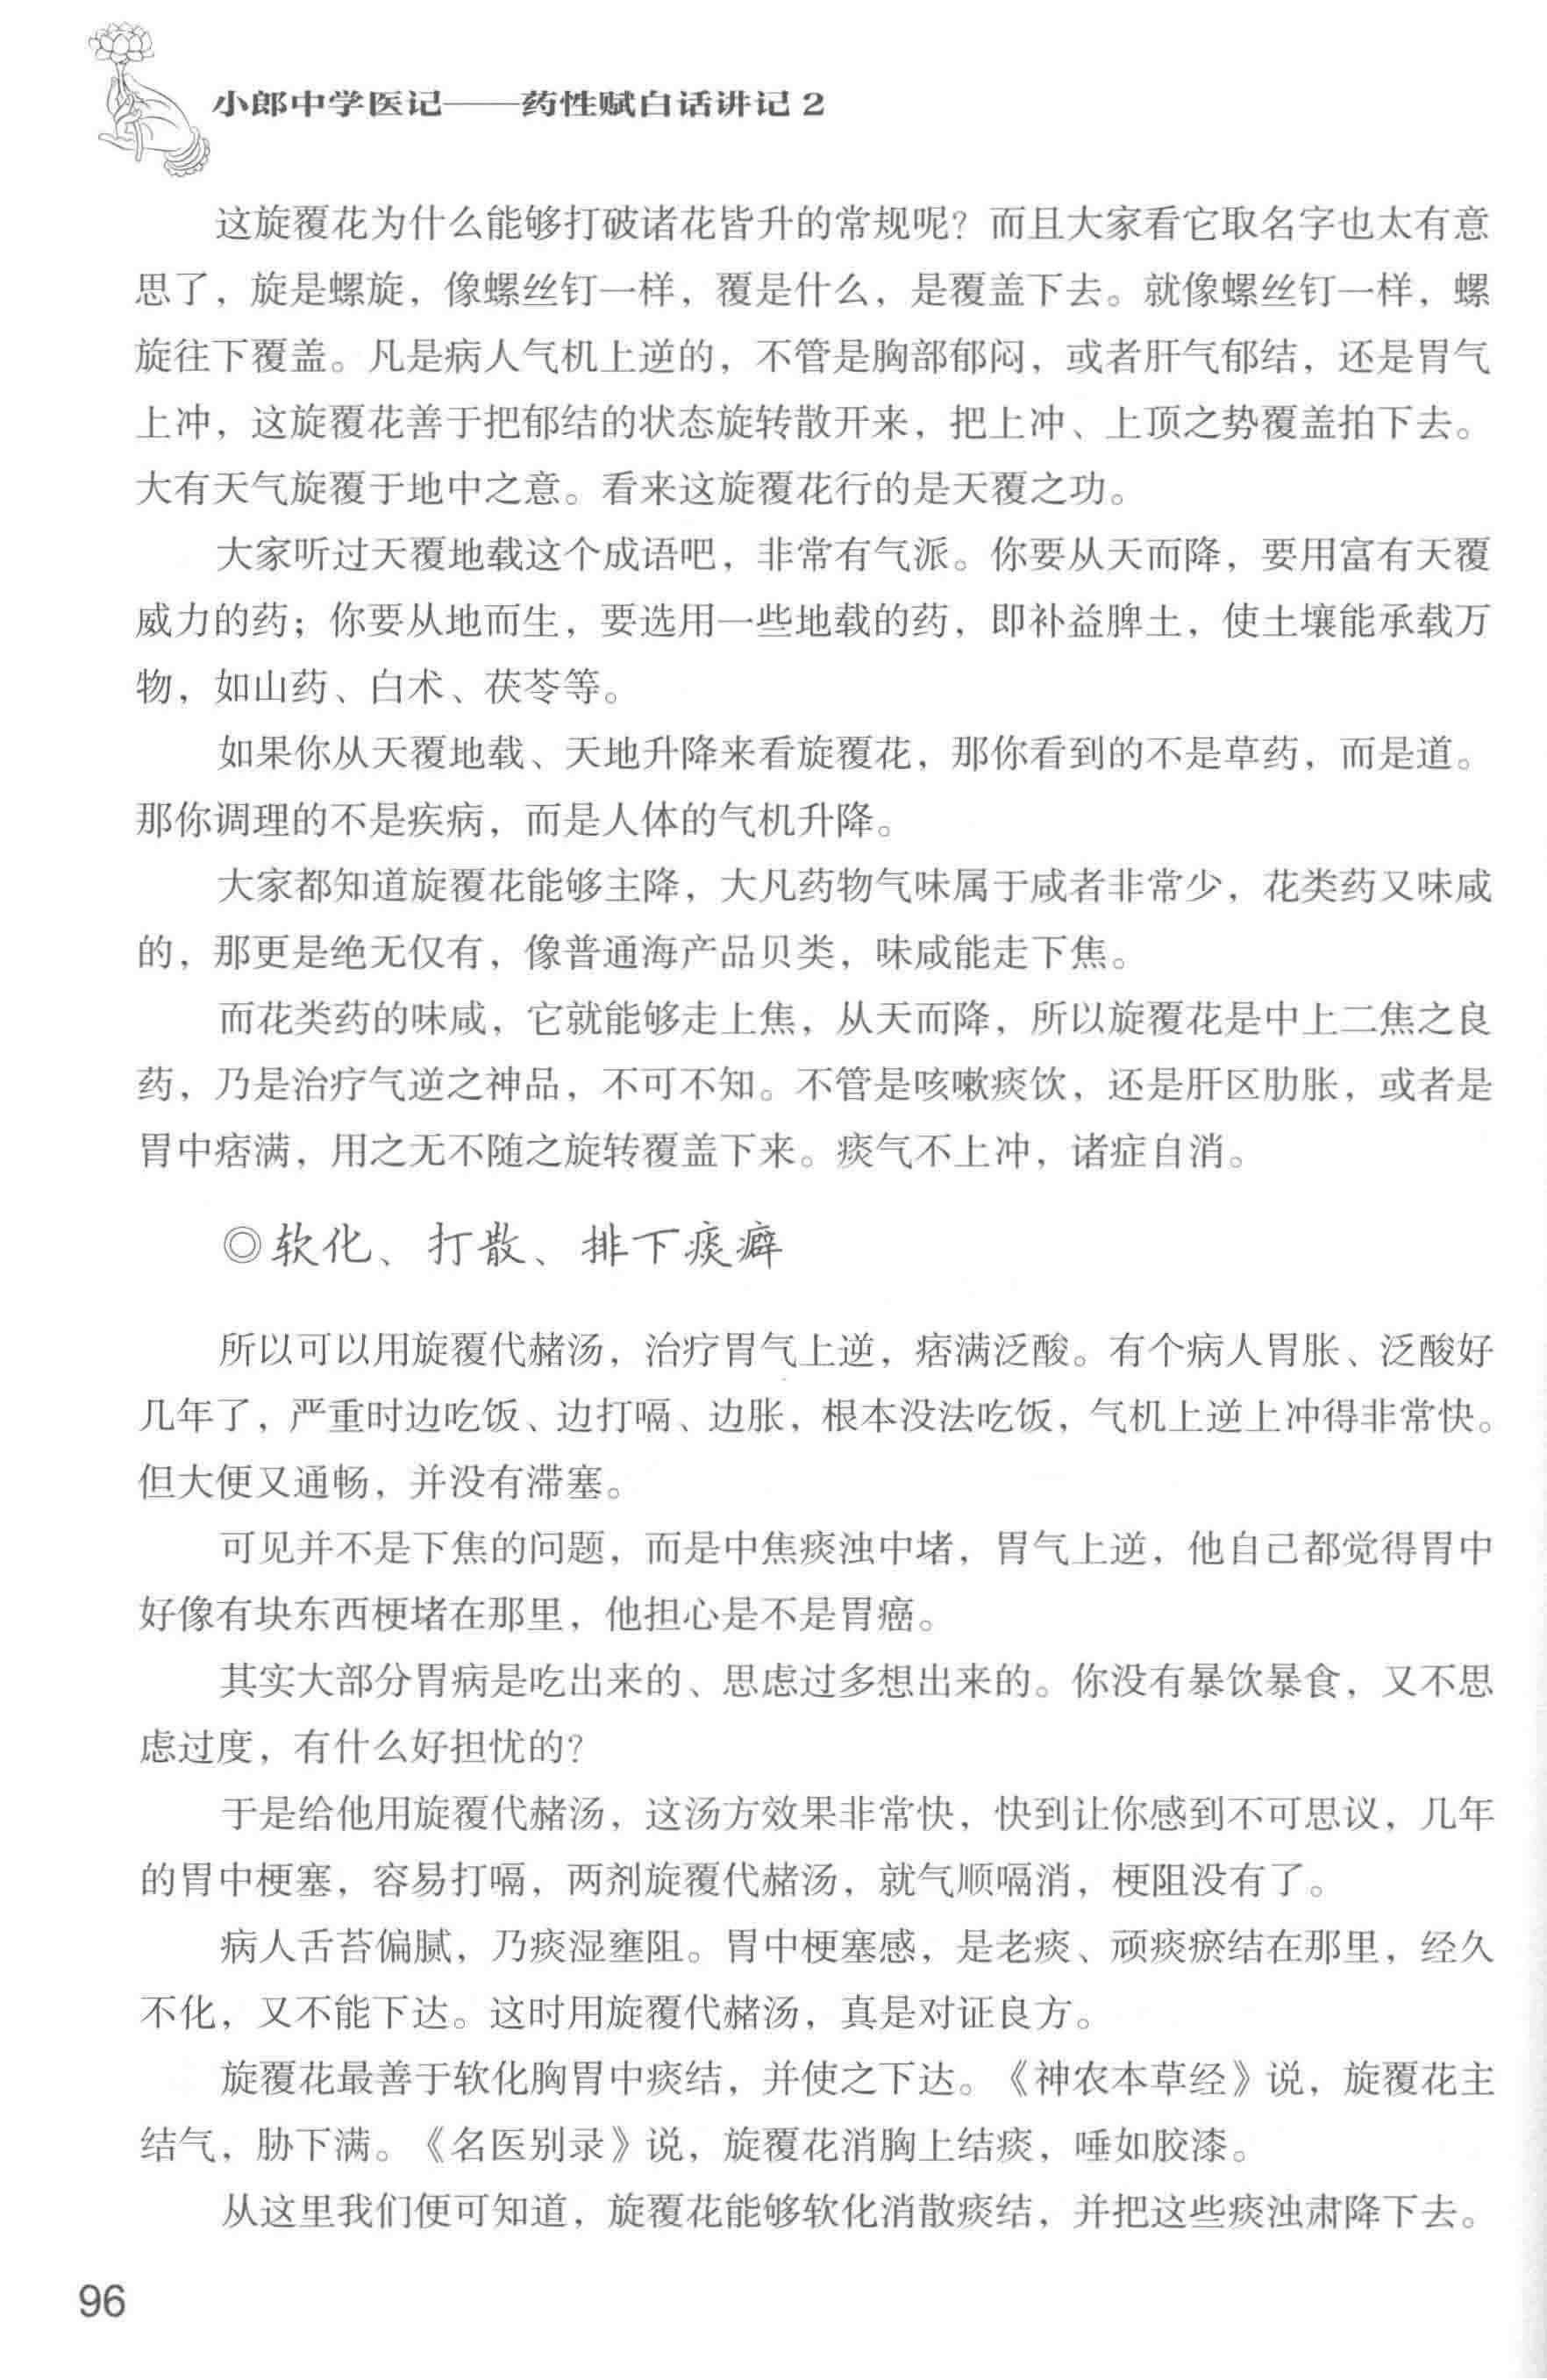 小郎中学医记——药性赋白话讲记2
这旋覆花为什么能够打破诸花皆升的常规呢？而且大家看它取名字也太有意
思了，旋是螺旋，像螺丝钉一样，覆是什么，是覆盖下去。就像螺丝钉一样，螺
旋往下覆盖。凡是病人气机上逆的，不管是胸部郁闷，或者肝气郁结，还是胃气
上冲，这旋覆花善于把郁结的状态旋转散开来，把上冲、上顶之势覆盖拍下去。
大有天气旋覆于地中之意。看来这旋覆花行的是天覆之功。
大家听过天覆地载这个成语吧，非常有气派。你要从天而降，要用富有天覆
威力的药；你要从地而生，要选用一些地载的药，即补益脾土，使土壤能承载万
物，如山药、白术、茯苓等。
如果你从天覆地载、天地升降来看旋覆花，那你看到的不是草药，而是道。
那你调理的不是疾病，而是人体的气机升降。
大家都知道旋覆花能够主降，大凡药物气味属于咸者非常少，花类药又味咸
的，那更是绝无仅有，像普通海产品贝类，味咸能走下焦。
而花类药的味咸，它就能够走上焦，从天而降，所以旋覆花是中上二焦之良
药，乃是治疗气逆之神品，不可不知。不管是咳嗽痰饮，还是肝区肋胀，或者是
胃中痞满，用之无不随之旋转覆盖下来。痰气不上冲，诸症自消。
◎软化、打散、排下痰癖
所以可以用旋覆代赭汤，治疗胃气上逆，痞满泛酸。有个病人胃胀、泛酸好
几年了，严重时边吃饭、边打嗝、边胀，根本没法吃饭，气机上逆上冲得非常快。
但大便又通畅，并没有滞塞。
可见并不是下焦的问题，而是中焦痰浊中堵，胃气上逆，他自己都觉得胃中
好像有块东西梗堵在那里，他担心是不是胃癌。
其实大部分胃病是吃出来的、思虑过多想出来的。你没有暴饮暴食，又不思
虑过度，有什么好担忧的？
于是给他用旋覆代赭汤，这汤方效果非常快，快到让你感到不可思议，几年
的胃中梗塞，容易打嗝，两剂旋覆代赭汤，就气顺嗝消，梗阻没有了。
病人舌苔偏腻，乃痰湿壅阻。胃中梗塞感，是老痰、顽痰瘀结在那里，经久
不化，又不能下达。这时用旋覆代赭汤，真是对证良方。
旋覆花最善于软化胸胃中痰结，并使之下达。《神农本草经》说，旋覆花主
结气，胁下满。《名医别录》说，旋覆花消胸上结痰，唾如胶漆。
从这里我们便可知道，旋覆花能够软化消散痰结，并把这些痰浊肃降下去。
96